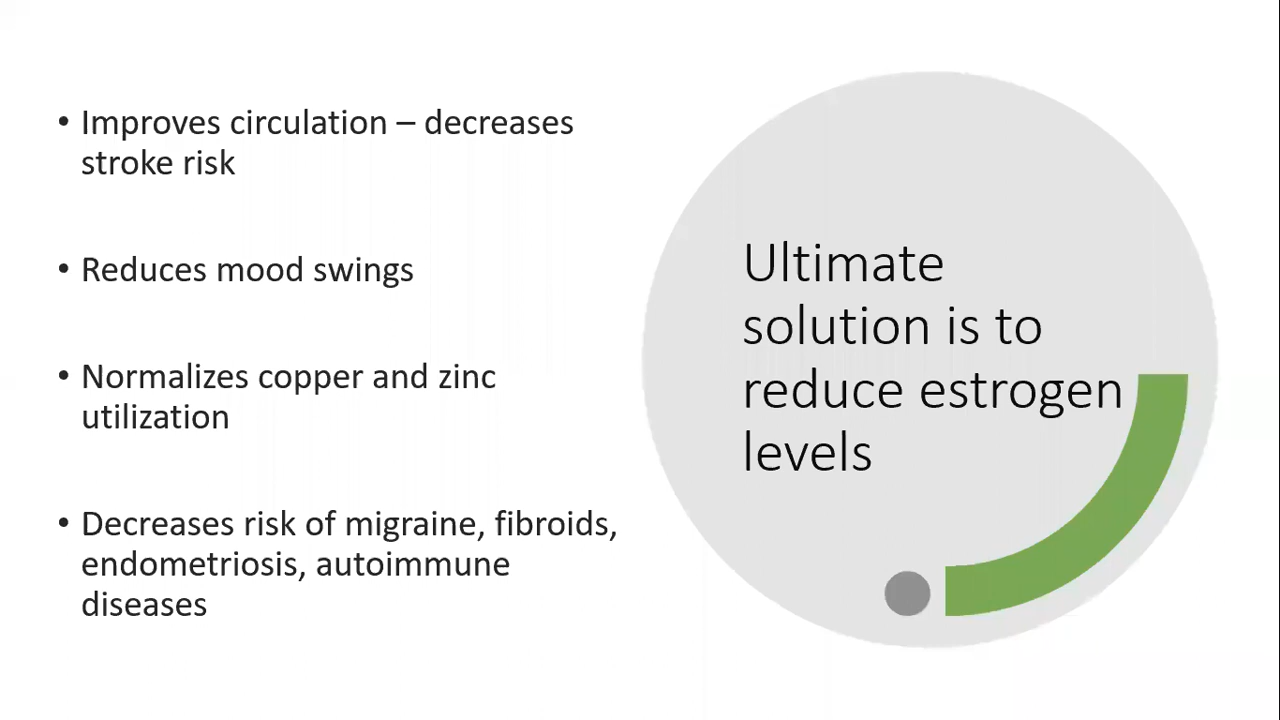 • Improves circulation – decreases
stroke risk
• Reduces mood swings
• Normalizes copper and zinc
utilization
• Decreases risk of migraine, fibroids,
endometriosis, autoimmune
diseases
Ultimate
solution is to
reduce estrogen
levels